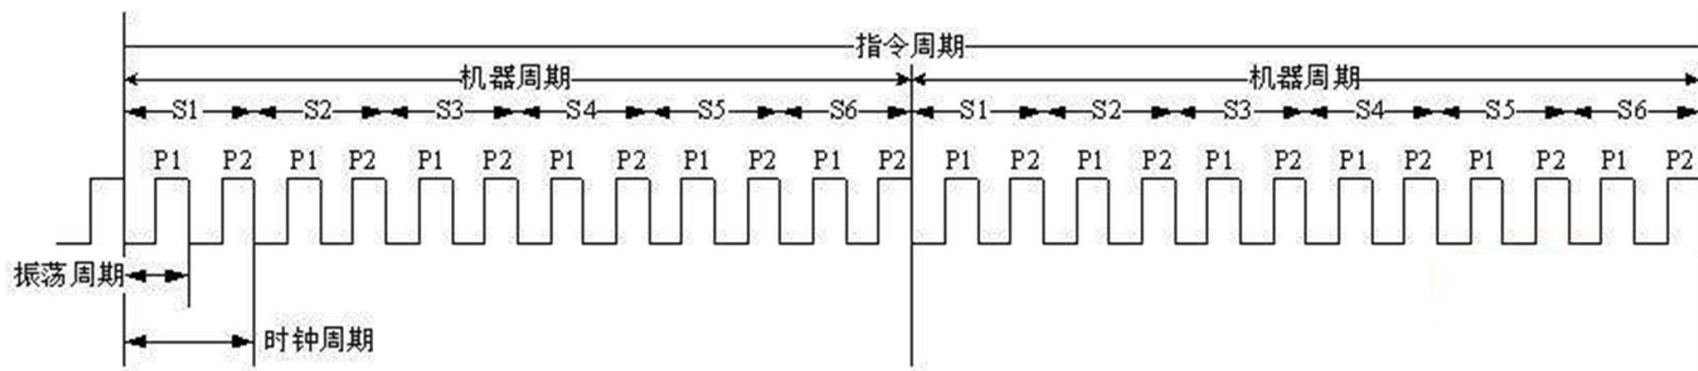 指令周期
机器周期 机器周期
S1 S2 S3 S4 S5 S6 S1 S2 S3 S4 S5 S6
P1 P2 P1 P2 P1 P2 P1 P2 P1 P2 P1 P2 P1 P2 P1 P2 P1 P2 P1 P2 P1 P2 P1 P2
振荡周期
时钟周期